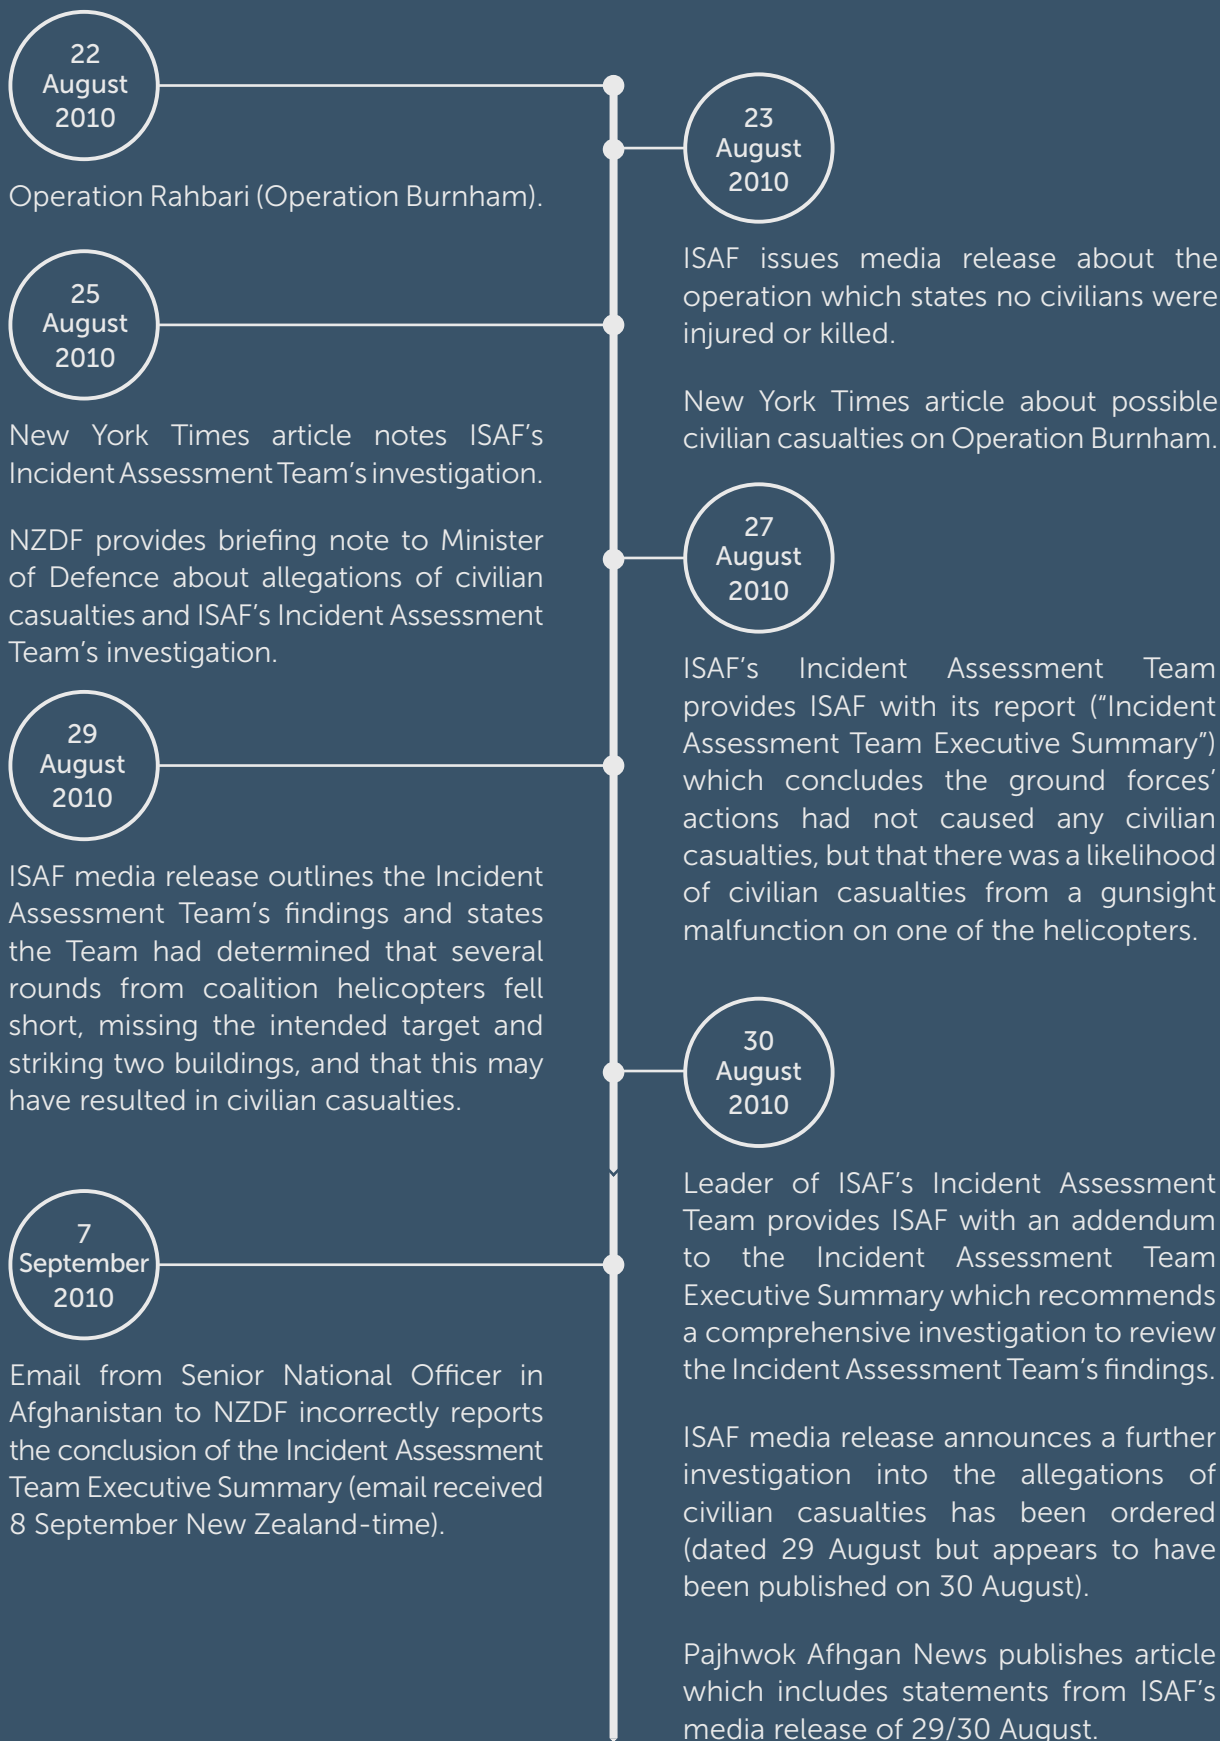 22
August
2010
Operation Rahbari (Operation Burnham).
23
August
2010
ISAF issues media release about the
operation which states no civilians were
injured or killed.
New York Times article about possible
civilian casualties on Operation Burnham.
25
August
2010
New York Times article notes ISAF’s
Incident Assessment Team’s investigation.
NZDF provides briefing note to Minister
of Defence about allegations of civilian
casualties and ISAF’s Incident Assessment
Team’s investigation.
27
August
2010
ISAF’s Incident Assessment Team
provides ISAF with its report (“Incident
Assessment Team Executive Summary”)
which concludes the ground forces’
actions had not caused any civilian
casualties, but that there was a likelihood
of civilian casualties from a gunsight
malfunction on one of the helicopters.
29
August
2010
ISAF media release outlines the Incident
Assessment Team’s findings and states
the Team had determined that several
rounds from coalition helicopters fell
short, missing the intended target and
striking two buildings, and that this may
have resulted in civilian casualties.
30
August
2010
Leader of ISAF’s Incident Assessment
Team provides ISAF with an addendum
to the Incident Assessment Team
Executive Summary which recommends
a comprehensive investigation to review
the Incident Assessment Team’s findings.
ISAF media release announces a further
investigation into the allegations of
civilian casualties has been ordered
(dated 29 August but appears to have
been published on 30 August).
Pajhwok Afhgan News publishes article
which includes statements from ISAF’s
media release of 29/30 August.
7
September
2010
Email from Senior National Officer in
Afghanistan to NZDF incorrectly reports
the conclusion of the Incident Assessment
Team Executive Summary (email received
8 September New Zealand-time).